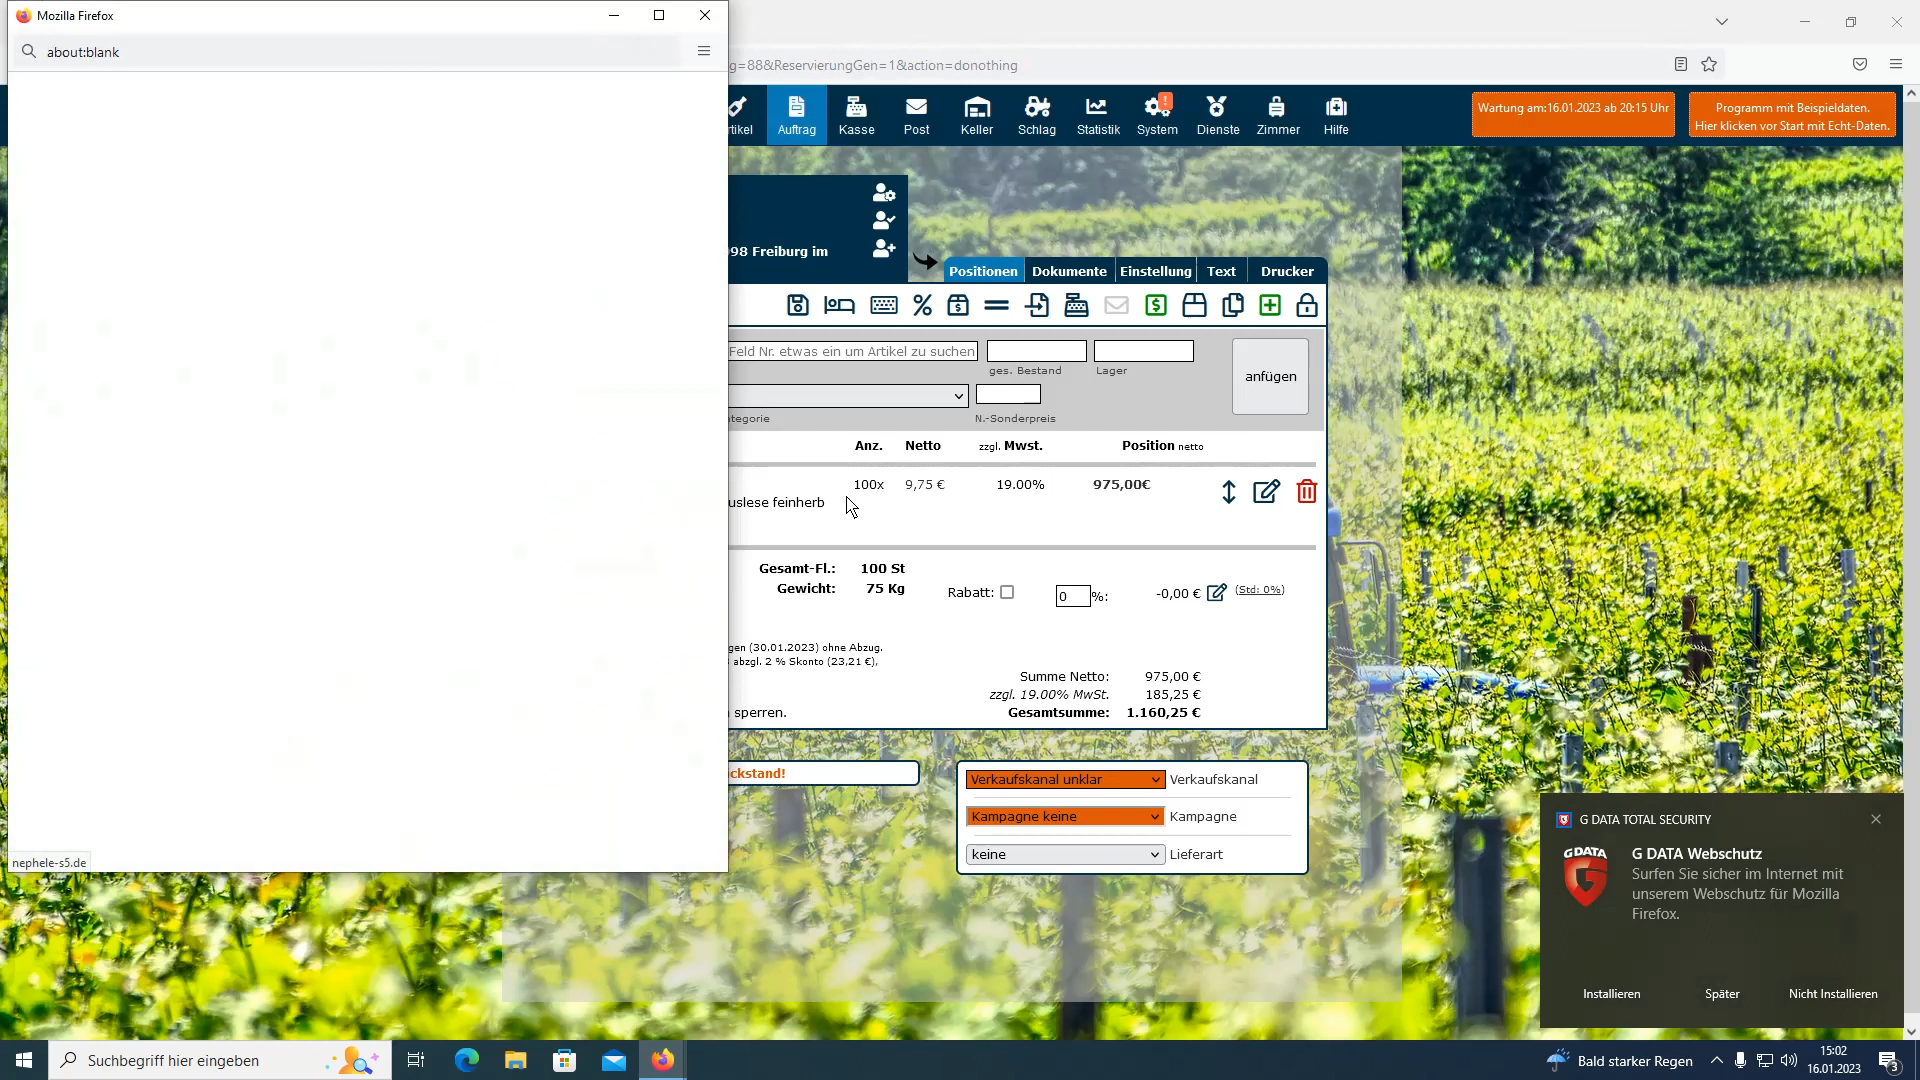 Mozilla Firefox
about:blank
g=88&ReservierungGen=1&action=donothing
rtikel
Auftrag
Kasse
Post
Keller
Schlag
Statistik
System
Dienste
Zimmer
Hilfe
Wartung am:16.01.2023 ab 20:15 Uhr
Programm mit Beispieldaten.
Hier klicken vor Start mit Echt-Daten.
98 Freiburg im
Positionen
Dokumente
Einstellung
Text
Drucker
Feld Nr. etwas ein um Artikel zu suchen
ges. Bestand
Lager
anfügen
tegorie
N.-Sonderpreis
Anz.
Netto
zzgl. Mwst.
Position netto
100x
9,75 €
19.00%
975,00€
uslese feinherb
Gesamt-Fl.: 100 St
Gewicht: 75 Kg
Rabatt:
0 %:
-0,00 €
(Std: 0%)
gen (30.01.2023) ohne Abzug.
abzgl. 2 % Skonto (23,21 €),
Summe Netto: 975,00 €
zzgl. 19.00% MwSt. 185,25 €
Gesamtsumme: 1.160,25 €
sperren.
ckstand!
Verkaufskanal unklar
Verkaufskanal
Kampagne keine
Kampagne
keine
Lieferart
nephele-s5.de
G DATA TOTAL SECURITY
GDATA
G DATA Webschutz
Surfen Sie sicher im Internet mit
unserem Webschutz für Mozilla
Firefox.
Installieren
Später
Nicht Installieren
Suchbegriff hier eingeben
Bald starker Regen
15:02
16.01.2023
3